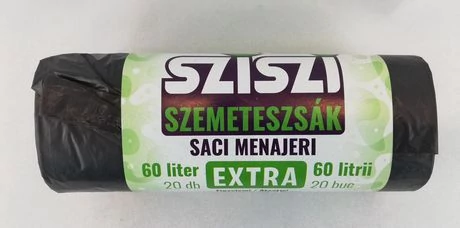 SZISZI
SZEMETESZSÁK
SACI MENAJERI
60 liter EXTRA 60 litrii
20 db 20 buc